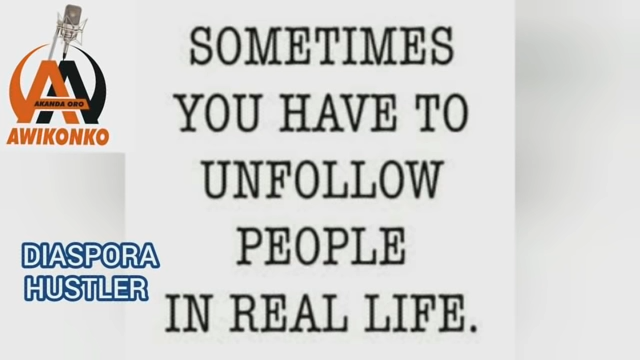 AKANDA ORO
AWIKONKO
SOMETIMES
YOU HAVE TO
UNFOLLOW
PEOPLE
IN REAL LIFE.
DIASPORA
HUSTLER